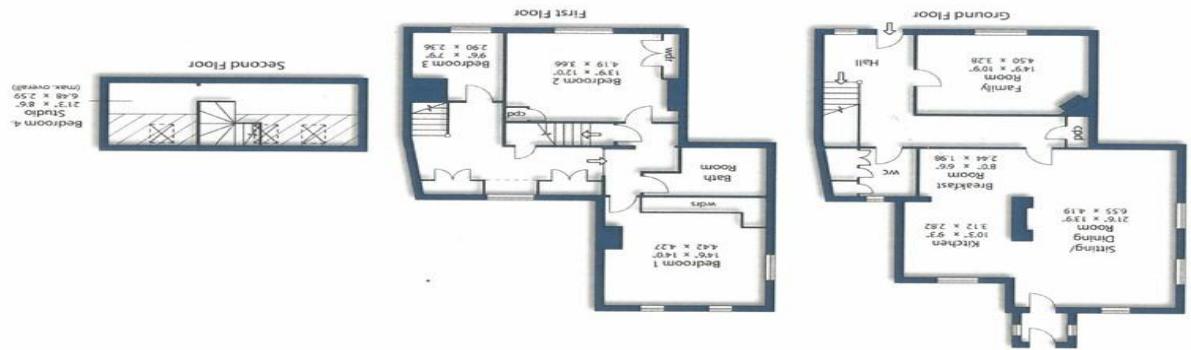 Sitting/
Dining
Room
21'6" x 13'9"
6.55 x 4.19
Kitchen
10'3" x 9'3"
3.12 x 2.82
Breakfast
Room
8'0" x 6'6"
2.44 x 1.98
wc
cpd
Family
Room
14'9" x 10'9"
4.50 x 3.28
Hall
Ground Floor
Bedroom 1
14'6" x 14'0"
4.42 x 4.27
wdrs
Bath
Room
cpd
wdr
Bedroom 2
13'9" x 12'0"
4.19 x 3.66
Bedroom 3
9'6" x 7'9"
2.90 x 2.36
First Floor
Bedroom 4-
Studio
21'3" x 8'6"
6.48 x 2.59
(max. overall)
Second Floor